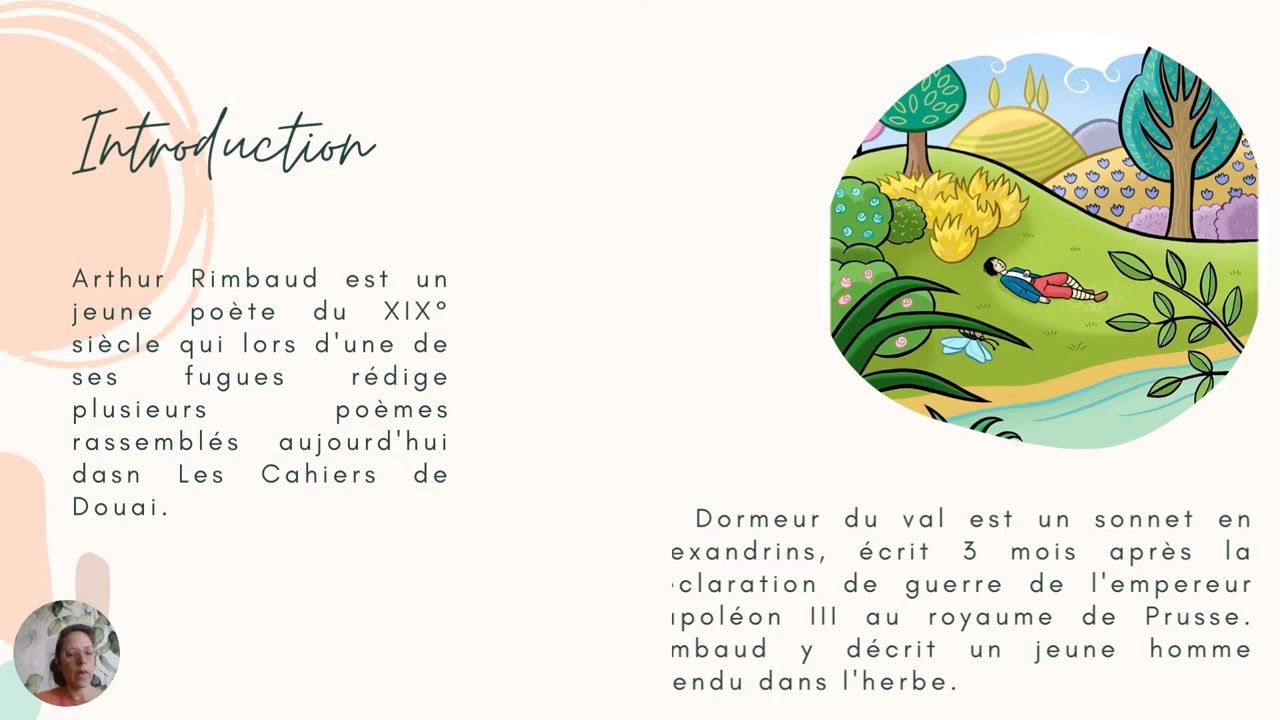 Introduction
Arthur Rimbaud est un
jeune poète du XIX°
siècle qui lors d'une de
ses fugues rédige
plusieurs poèmes
rassemblés aujourd'hui
dasn Les Cahiers de
Douai.
Dormeur du val est un sonnet en
exandrins, écrit 3 mois après la
claration de guerre de l'empereur
poléon III au royaume de Prusse.
mbaud y décrit un jeune homme
endu dans l'herbe.